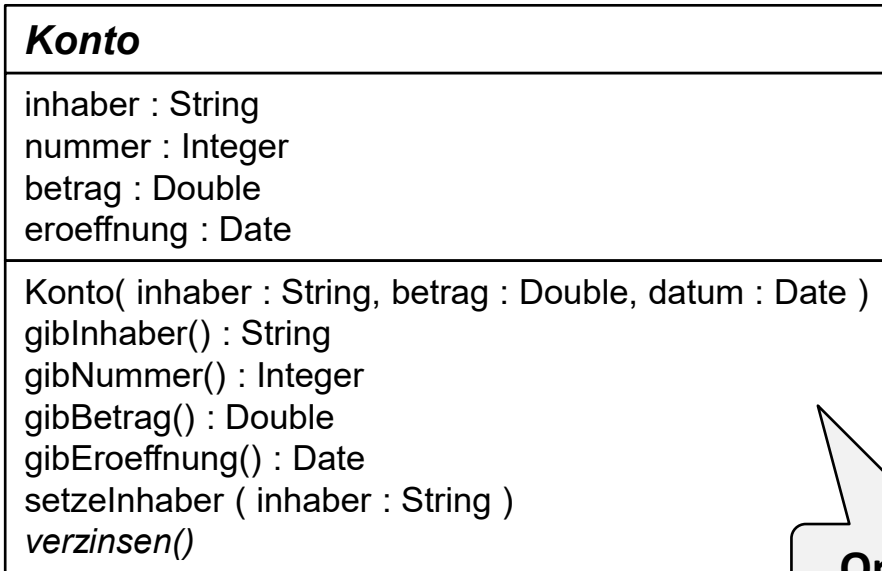 Konto
inhaber : String
nummer : Integer
betrag : Double
eroeffnung : Date
Konto( inhaber : String, betrag : Double, datum : Date )
gibInhaber() : String
gibNummer() : Integer
gibBetrag() : Double
gibEroeffnung() : Date
setzeInhaber ( inhaber : String )
verzinsen()